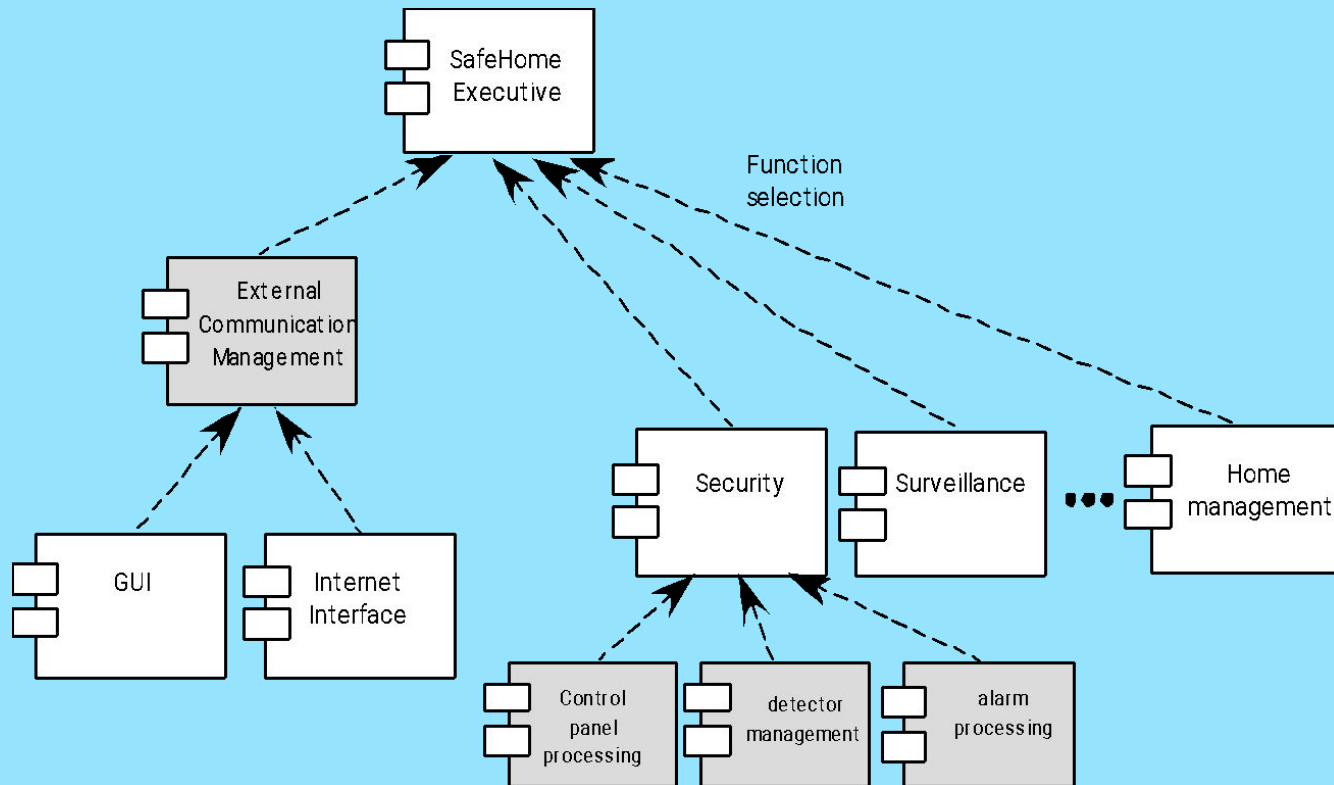 SafeHome
Executive
Function
selection
External
Communication
Management
Security
Surveillance
Home
management
GUI
Internet
Interface
Control
panel
processing
detector
management
alarm
processing